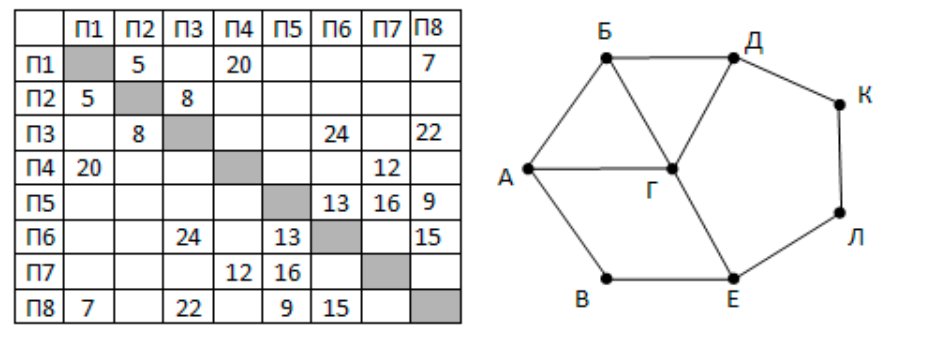 П1 П2 П3 П4 П5 П6 П7 П8
П1 5 20 7
П2 5 8
П3 8 24 22
П4 20 12
П5 13 16 9
П6 24 13 15
П7 12 16
П8 7 22 9 15
Б Д
К
А Г
Л
В Е